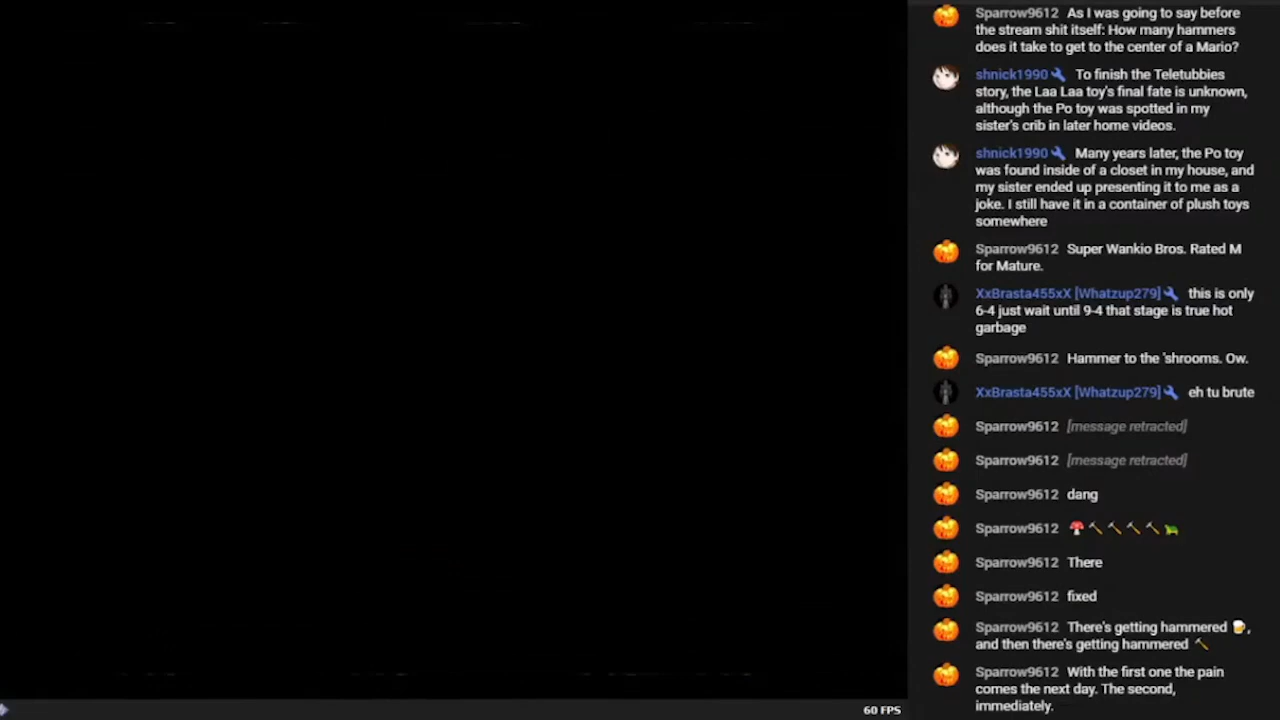 Sparrow9612 As I was going to say before
the stream shit itself: How many hammers
does it take to get to the center of a Mario?
shnick1990 To finish the Teletubbies
story, the Laa Laa toy's final fate is unknown,
although the Po toy was spotted in my
sister's crib in later home videos.
shnick1990 Many years later, the Po toy
was found inside of a closet in my house, and
my sister ended up presenting it to me as a
joke. I still have it in a container of plush toys
somewhere
Sparrow9612 Super Wankio Bros. Rated M
for Mature.
XxBrasta455xX [Whatzup279] this is only
6-4 just wait until 9-4 that stage is true hot
garbage
Sparrow9612 Hammer to the 'shrooms. Ow.
XxBrasta455xX [Whatzup279] eh tu brute
Sparrow9612 [message retracted]
Sparrow9612 [message retracted]
Sparrow9612 dang
Sparrow9612 🍄🔨🔨🔨🔨🐢
Sparrow9612 There
Sparrow9612 fixed
Sparrow9612 There's getting hammered 🍺,
and then there's getting hammered 🔨
Sparrow9612 With the first one the pain
comes the next day. The second,
immediately.
60 FPS